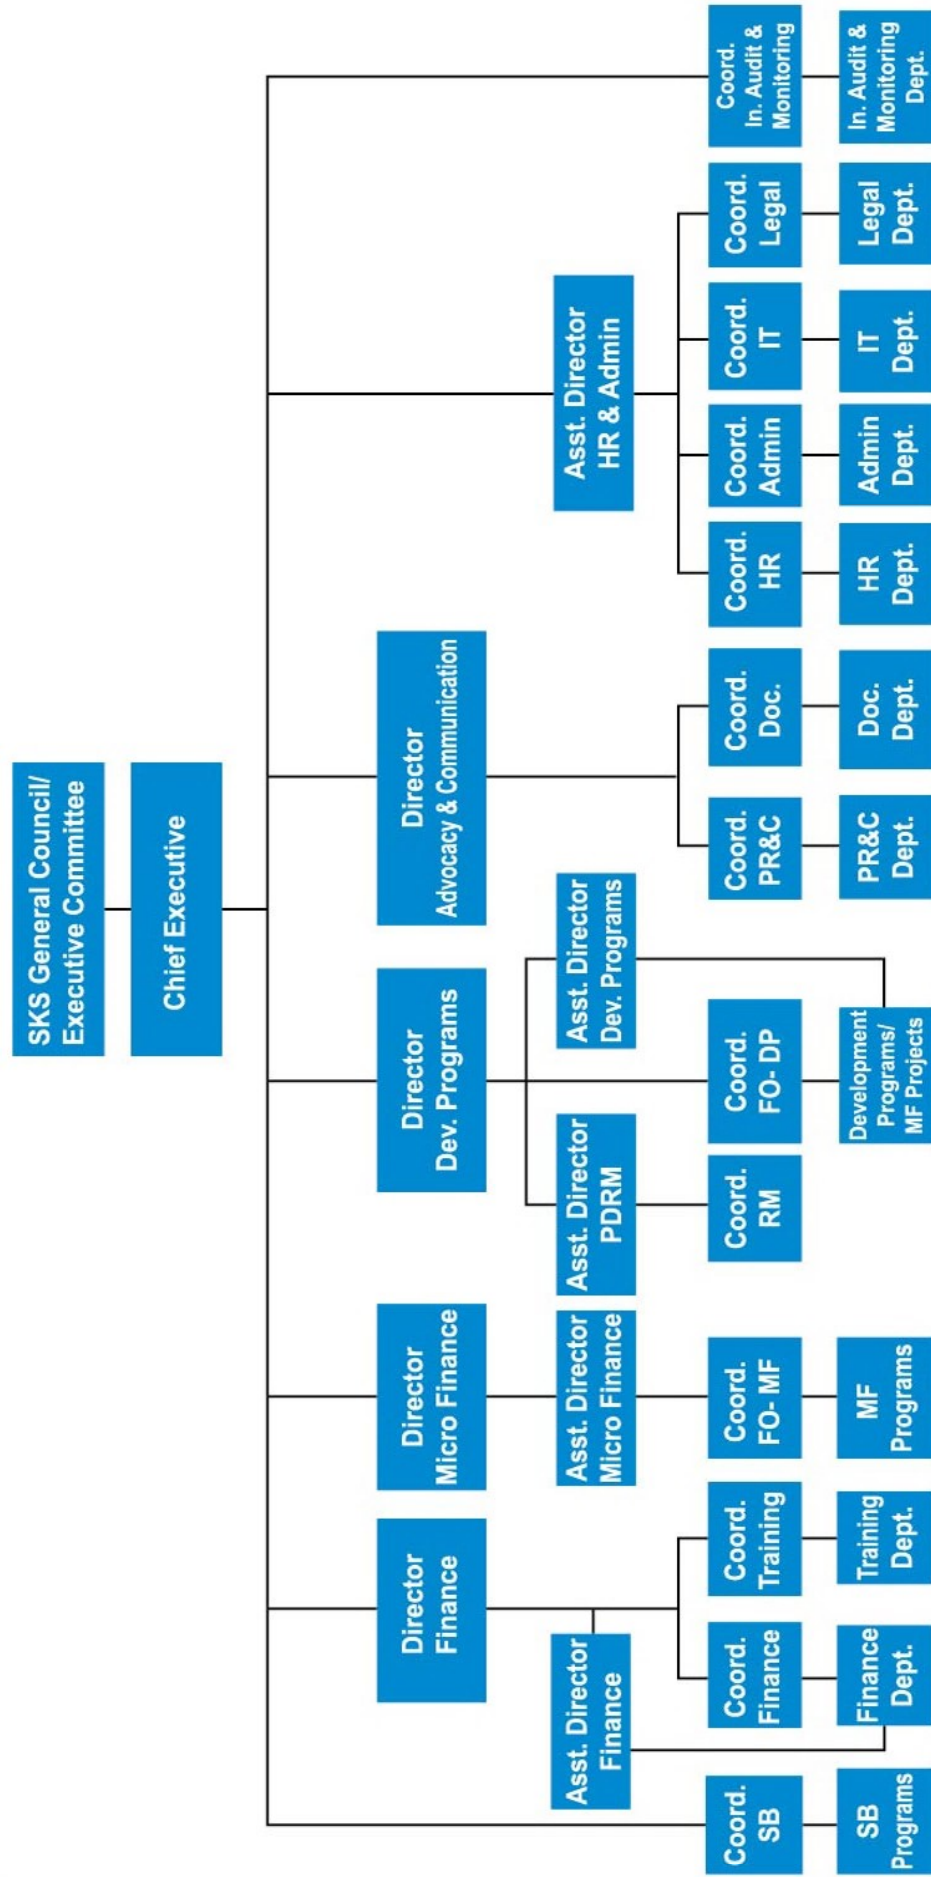 SKS General Council/
Executive Committee
Chief Executive
Director
Finance
Director
Micro Finance
Director
Dev. Programs
Director
Advocacy & Communication
Asst. Director
Finance
Asst. Director
Micro Finance
Asst. Director
PDRM
Asst. Director
Dev. Programs
Asst. Director
HR & Admin
Coord.
SB
Coord.
Finance
Coord.
Training
Coord.
FO- MF
Coord.
RM
Coord.
FO- DP
Coord.
PR&C
Coord.
Doc.
Coord.
HR
Coord.
Admin
Coord.
IT
Coord.
Legal
Coord.
In. Audit &
Monitoring
SB
Programs
Finance
Dept.
Training
Dept.
MF
Programs
Development
Programs/
MF Projects
PR&C
Dept.
Doc.
Dept.
HR
Dept.
Admin
Dept.
IT
Dept.
Legal
Dept.
In. Audit &
Monitoring
Dept.